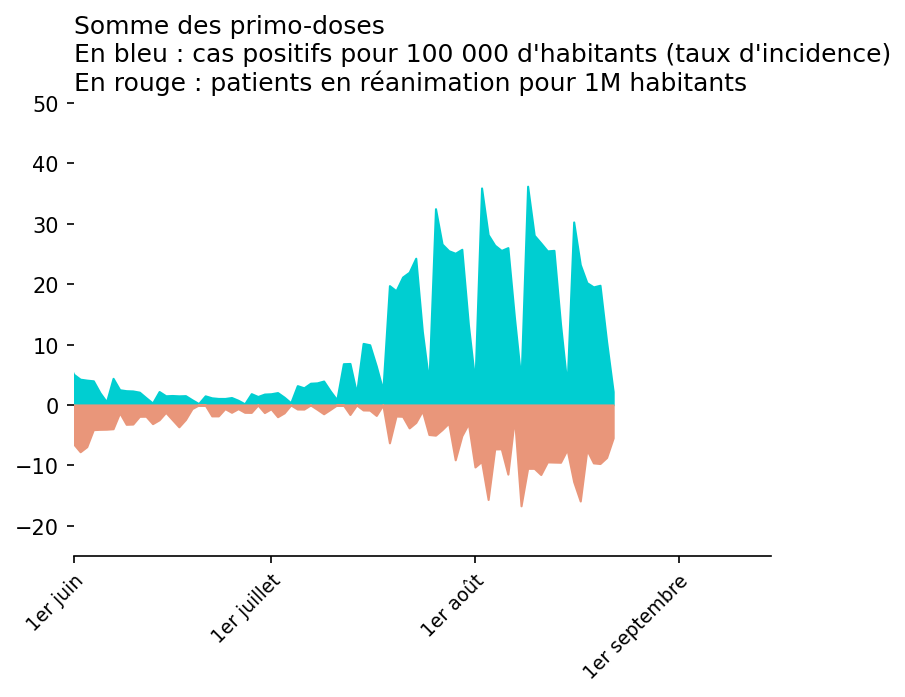 Somme des primo-doses
En bleu : cas positifs pour 100 000 d'habitants (taux d'incidence)
En rouge : patients en réanimation pour 1M habitants
50
40
30
20
10
0
−10
−20
1er juin
1er juillet
1er août
1er septembre